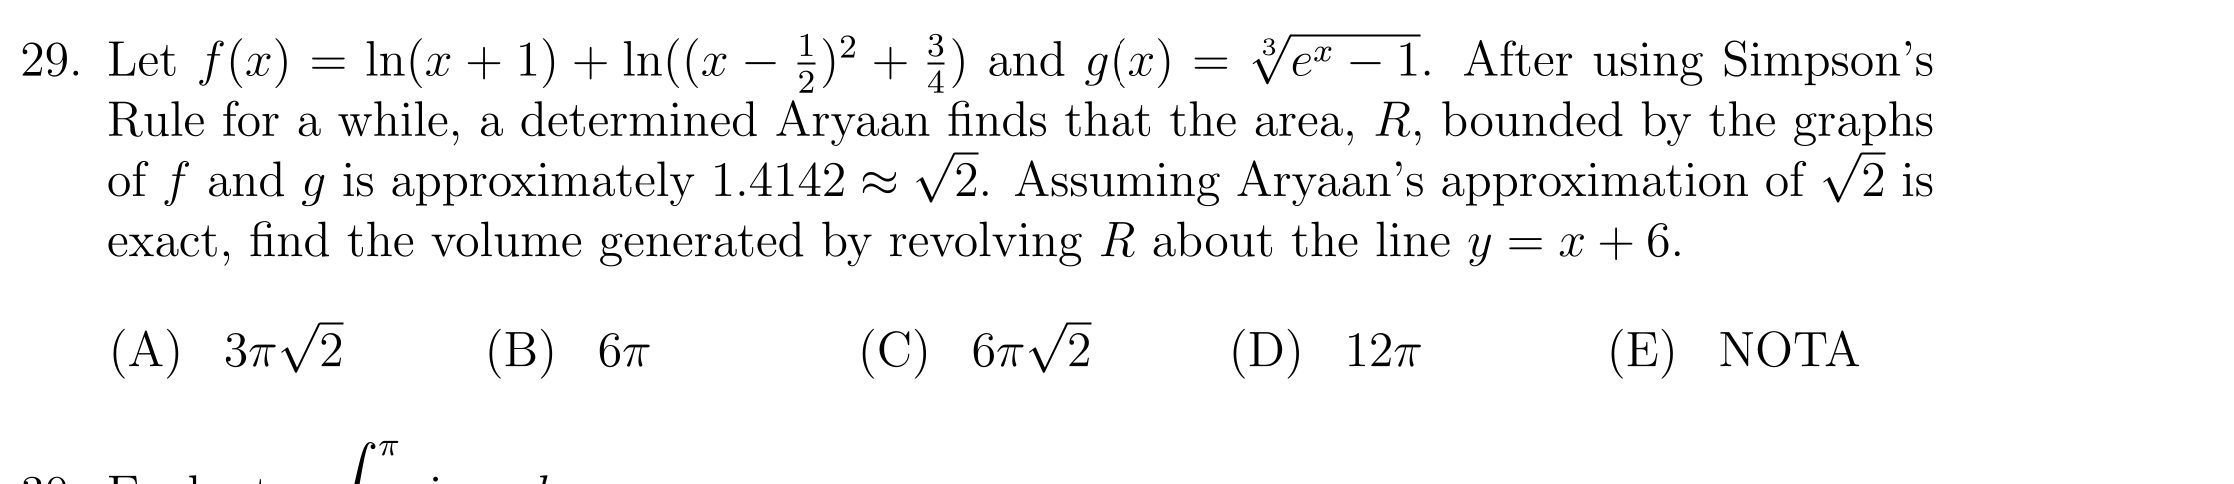 29. Let f(x) = ln(x + 1) + ln((x − 1/2)² + 3/4) and g(x) = ∛(eˣ − 1). After using Simpson's
Rule for a while, a determined Aryaan finds that the area, R, bounded by the graphs
of f and g is approximately 1.4142 ≈ √2. Assuming Aryaan's approximation of √2 is
exact, find the volume generated by revolving R about the line y = x + 6.
(A) 3π√2 (B) 6π (C) 6π√2 (D) 12π (E) NOTA
∫ π